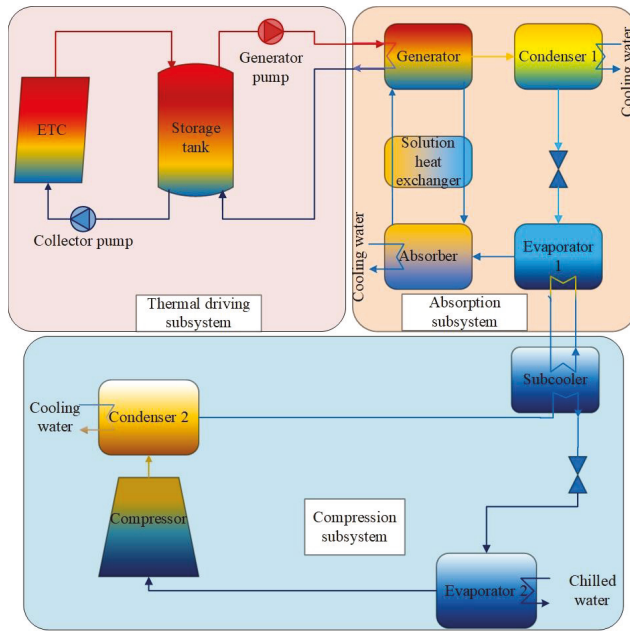 Generator
pump
ETC
Storage
tank
Collector pump
Thermal driving
subsystem
Generator
Condenser 1
Cooling water
Solution
heat
exchanger
Cooling water
Absorber
Evaporator
1
Absorption
subsystem
Subcooler
Cooling
water
Condenser 2
Compressor
Compression
subsystem
Evaporator 2
Chilled
water